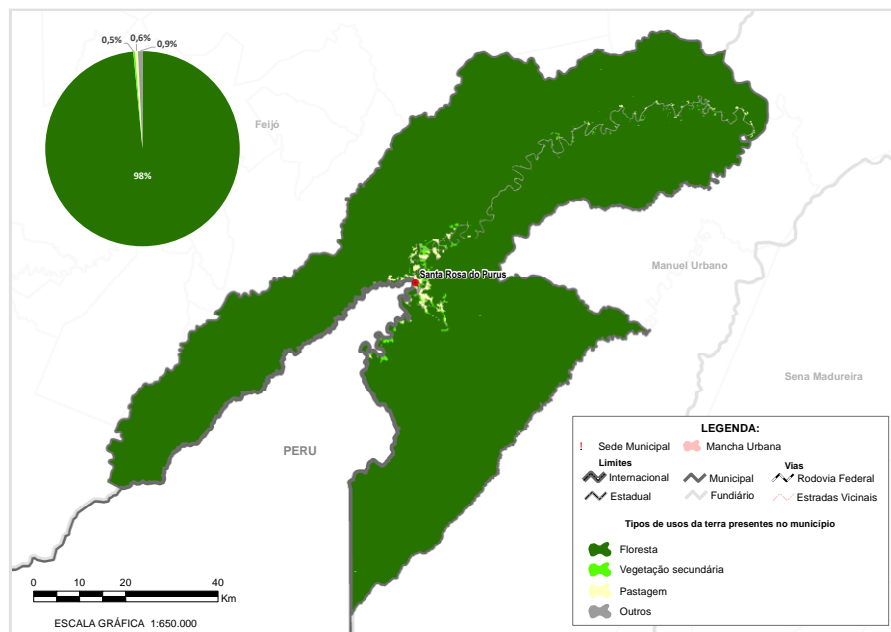 0,5%
0,6%
0,9%
98%
Feijó
Santa Rosa do Purus
Manuel Urbano
Sena Madureira
PERU
LEGENDA:
! Sede Municipal Mancha Urbana
Limites Vias
Internacional Municipal Rodovia Federal
Estadual Fundiário Estradas Vicinais
Tipos de usos da terra presentes no município
Floresta
Vegetação secundária
Pastagem
Outros
0 5 10 20 40
Km
ESCALA GRÁFICA 1:650.000